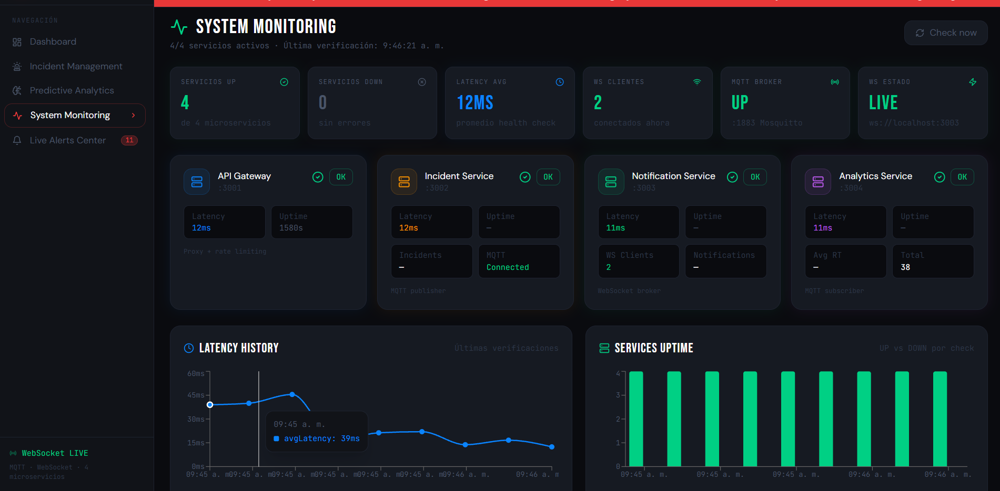 NAVEGACIÓN
Dashboard
Incident Management
Predictive Analytics
System Monitoring
Live Alerts Center 11
WebSocket LIVE
MQTT · WebSocket · 4
microservicios
SYSTEM MONITORING
4/4 servicios activos · Última verificación: 9:46:21 a. m.
Check now
SERVICIOS UP
4
de 4 microservicios
SERVICIOS DOWN
0
sin errores
LATENCY AVG
12MS
promedio health check
WS CLIENTES
2
conectados ahora
MQTT BROKER
UP
:1883 Mosquitto
WS ESTADO
LIVE
ws://localhost:3003
API Gateway OK
:3001
Latency
12ms
Uptime
1580s
Proxy + rate limiting
Incident Service OK
:3002
Latency
12ms
Uptime
—
Incidents
—
MQTT
Connected
MQTT publisher
Notification Service OK
:3003
Latency
11ms
Uptime
—
WS Clients
2
Notifications
—
WebSocket broker
Analytics Service OK
:3004
Latency
11ms
Uptime
—
Avg RT
—
Total
38
MQTT subscriber
LATENCY HISTORY
Últimas verificaciones
60ms
45ms
30ms
15ms
0ms
09:45 a. m.
avgLatency: 39ms
09:45 a. m09:45 a. m09:45 a. m09:45 a. m09:45 a. m09:45 a. m09:46 a. m. 09:46 a. m
SERVICES UPTIME
UP vs DOWN por check
4
3
2
1
0
09:45 a. m. 09:45 a. m. 09:45 a. m. 09:46 a. m. 09:46 a. m.